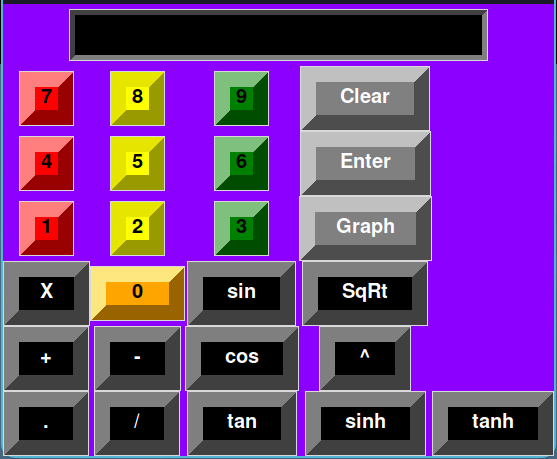 7 8 9 Clear
4 5 6 Enter
1 2 3 Graph
X 0 sin SqRt
+ - cos ^
. / tan sinh tanh